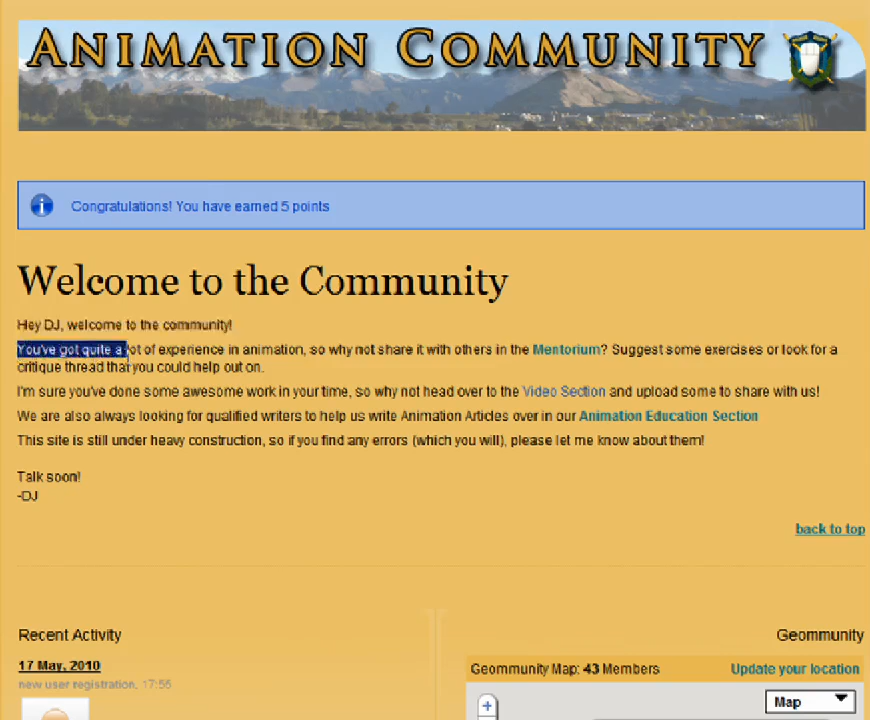 Animation Community
Congratulations! You have earned 5 points
Welcome to the Community
Hey DJ, welcome to the community!
You've got quite a lot of experience in animation, so why not share it with others in the Mentorium? Suggest some exercises or look for a
critique thread that you could help out on.
I'm sure you've done some awesome work in your time, so why not head over to the Video Section and upload some to share with us!
We are also always looking for qualified writers to help us write Animation Articles over in our Animation Education Section
This site is still under heavy construction, so if you find any errors (which you will), please let me know about them!
Talk soon!
-DJ
back to top
Recent Activity
17 May, 2010
new user registration, 17:55
Geommunity
Geommunity Map: 43 Members Update your location
+ Map